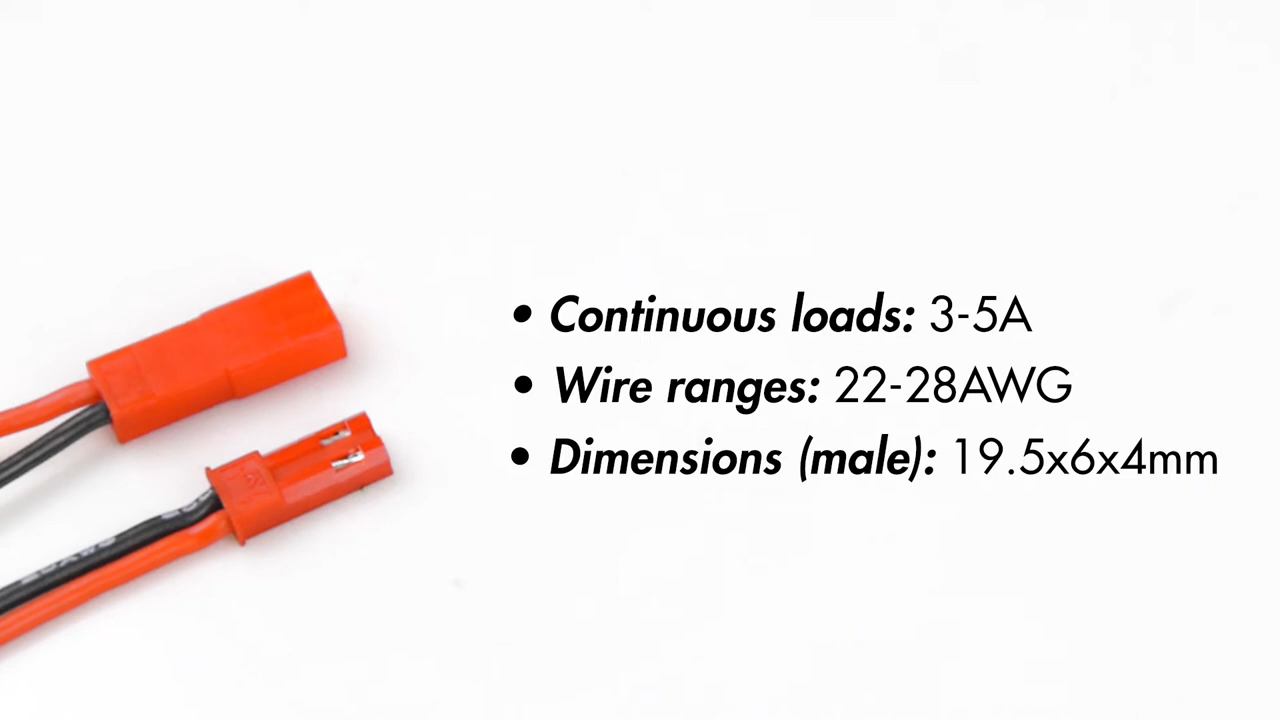 • Continuous loads: 3-5A
• Wire ranges: 22-28AWG
• Dimensions (male): 19.5x6x4mm